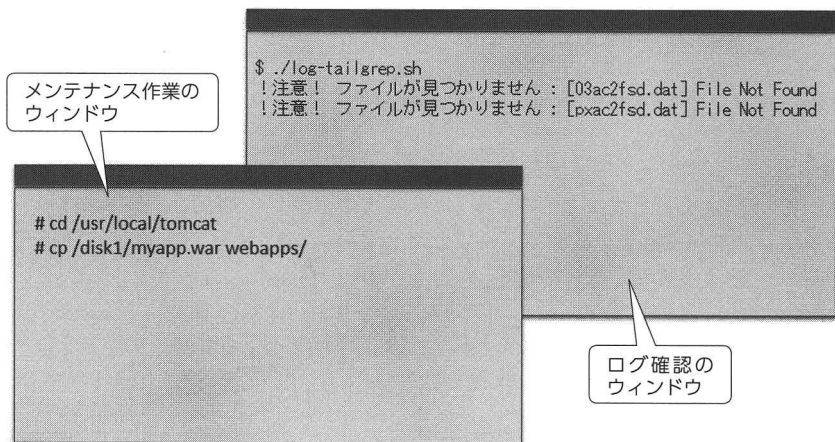 $ ./log-tailgrep.sh
！注意！ ファイルが見つかりません : [03ac2fsd.dat] File Not Found
！注意！ ファイルが見つかりません : [pxac2fsd.dat] File Not Found
メンテナンス作業の
ウィンドウ
# cd /usr/local/tomcat
# cp /disk1/myapp.war webapps/
ログ確認の
ウィンドウ